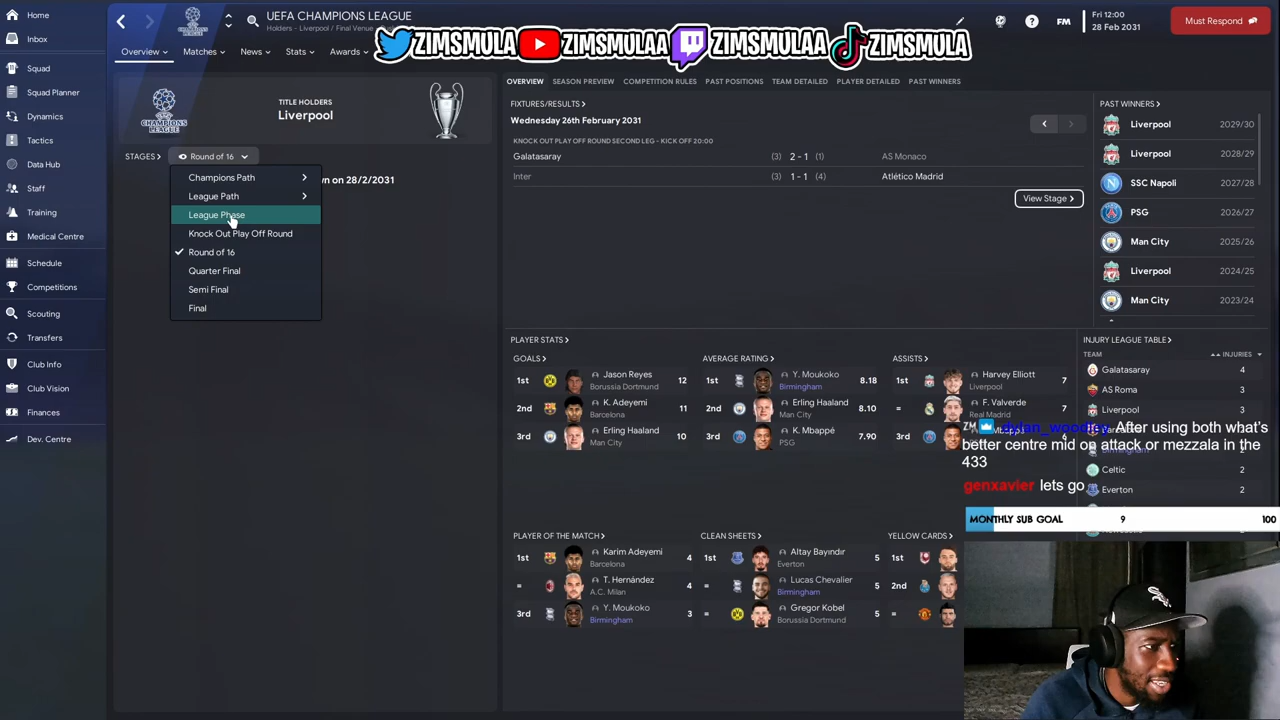 Home
Inbox
Squad
Squad Planner
Dynamics
Tactics
Data Hub
Staff
Training
Medical Centre
Schedule
Competitions
Scouting
Transfers
Club Info
Club Vision
Finances
Dev. Centre
UEFA CHAMPIONS LEAGUE
Holders - Liverpool / Final Venue
FM
Fri 12:00
28 Feb 2031
Must Respond
Overview Matches News Stats Awards
ZIMSMULA ZIMSMULAA ZIMSMULAA ZIMSMULA
CHAMPIONS LEAGUE
TITLE HOLDERS
Liverpool
STAGES > Round of 16
wn on 28/2/2031
Champions Path
League Path
League Phase
Knock Out Play Off Round
Round of 16
Quarter Final
Semi Final
Final
OVERVIEW SEASON PREVIEW COMPETITION RULES PAST POSITIONS TEAM DETAILED PLAYER DETAILED PAST WINNERS
FIXTURES/RESULTS >
Wednesday 26th February 2031
KNOCK OUT PLAY OFF ROUND SECOND LEG - KICK OFF 20:00
Galatasaray (3) 2 - 1 (1) AS Monaco
Inter (3) 1 - 1 (4) Atlético Madrid
View Stage >
PAST WINNERS >
Liverpool 2029/30
Liverpool 2028/29
SSC Napoli 2027/28
PSG 2026/27
Man City 2025/26
Liverpool 2024/25
Man City 2023/24
PLAYER STATS >
GOALS >
1st Jason Reyes 12
Borussia Dortmund
2nd K. Adeyemi 11
Barcelona
3rd Erling Haaland 10
Man City
AVERAGE RATING >
1st Y. Moukoko 8.18
Birmingham
2nd Erling Haaland 8.10
Man City
3rd K. Mbappé 7.90
PSG
ASSISTS >
1st Harvey Elliott 7
Liverpool
= F. Valverde 7
Real Madrid
3rd
INJURY LEAGUE TABLE >
TEAM INJURIES
Galatasaray 4
AS Roma 3
Liverpool 3
Birmingham
Celtic 2
Everton 2
PLAYER OF THE MATCH >
1st Karim Adeyemi 4
Barcelona
= T. Hernández 4
A.C. Milan
3rd Y. Moukoko 3
Birmingham
CLEAN SHEETS >
1st Altay Bayındır 5
Everton
= Lucas Chevalier 5
Birmingham
= Gregor Kobel 5
Borussia Dortmund
YELLOW CARDS >
1st
2nd
=
dylan_woodley After using both what's
better centre mid on attack or mezzala in the
433
genxavier lets go
MONTHLY SUB GOAL 9 100